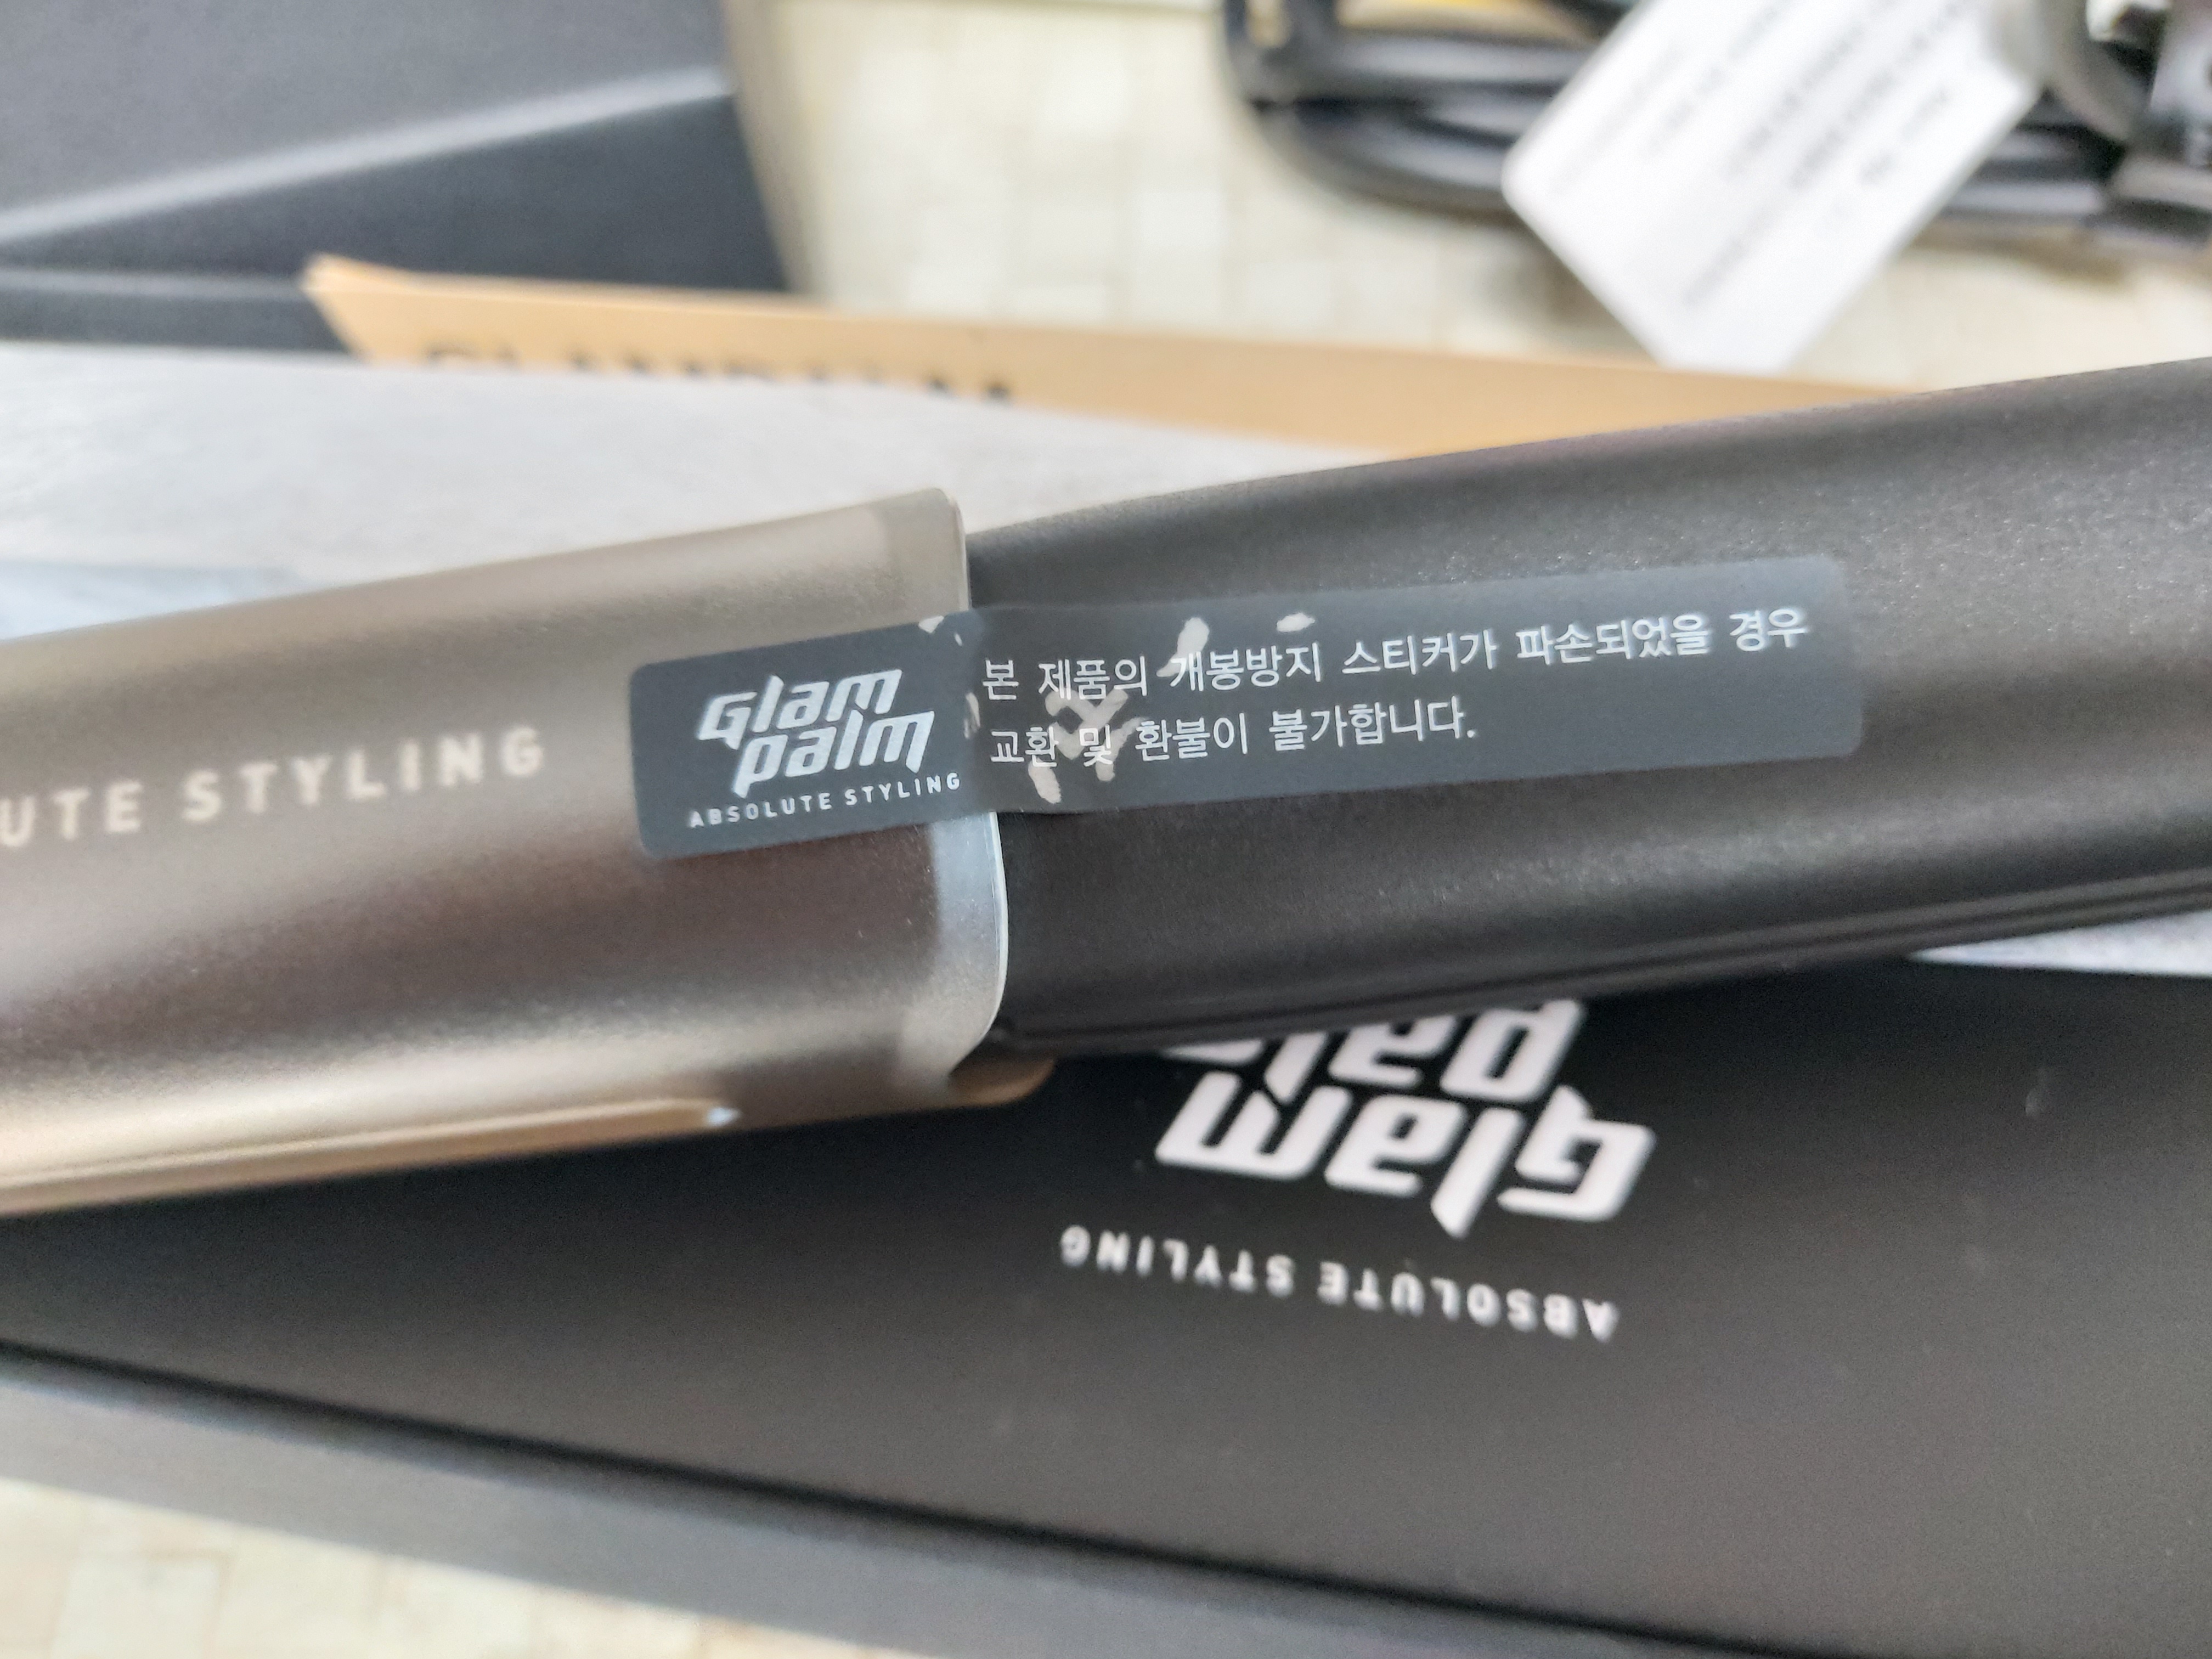 UTE STYLING
Glam
palm
ABSOLUTE STYLING
본 제품의 개봉방지 스티커가 파손되었을 경우
교환 및 환불이 불가합니다.
Glam
ABSOLUTE STYLING